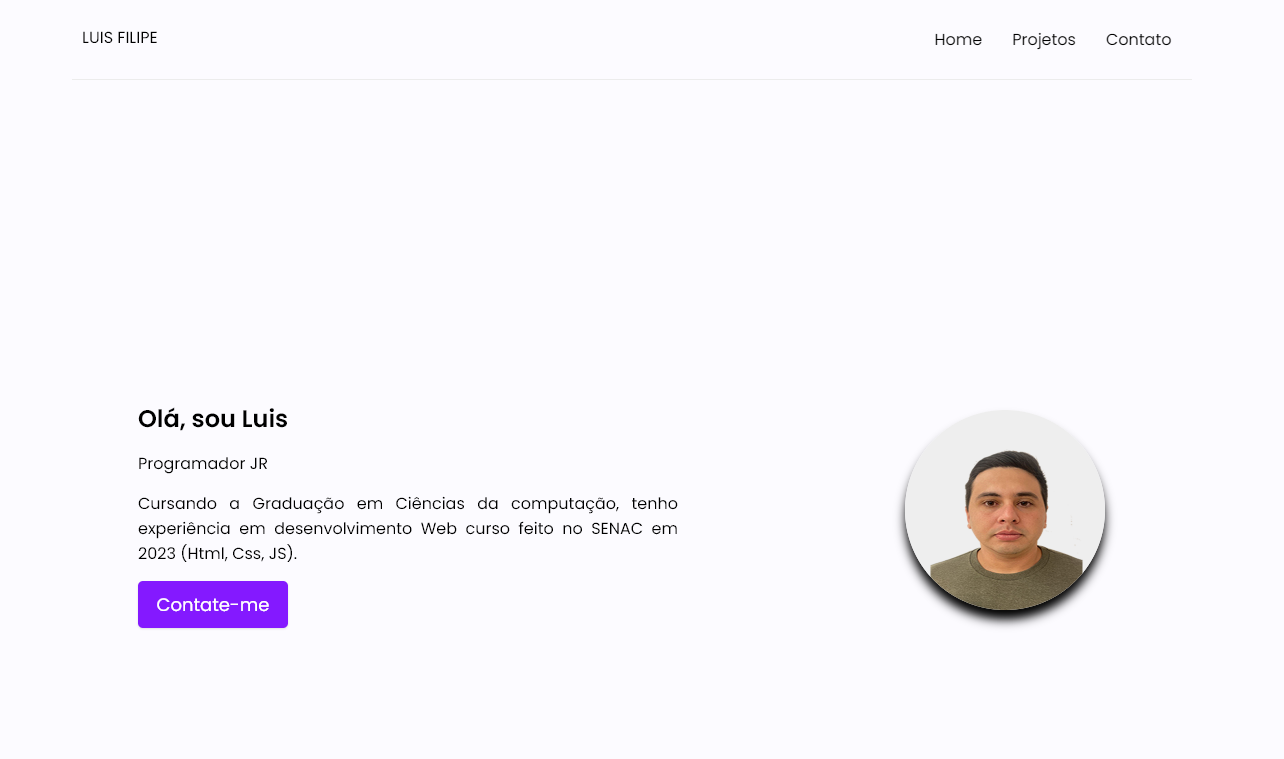 LUIS FILIPE
Home Projetos Contato
Olá, sou Luis
Programador JR
Cursando a Graduação em Ciências da computação, tenho
experiência em desenvolvimento Web curso feito no SENAC em
2023 (Html, Css, JS).
Contate-me